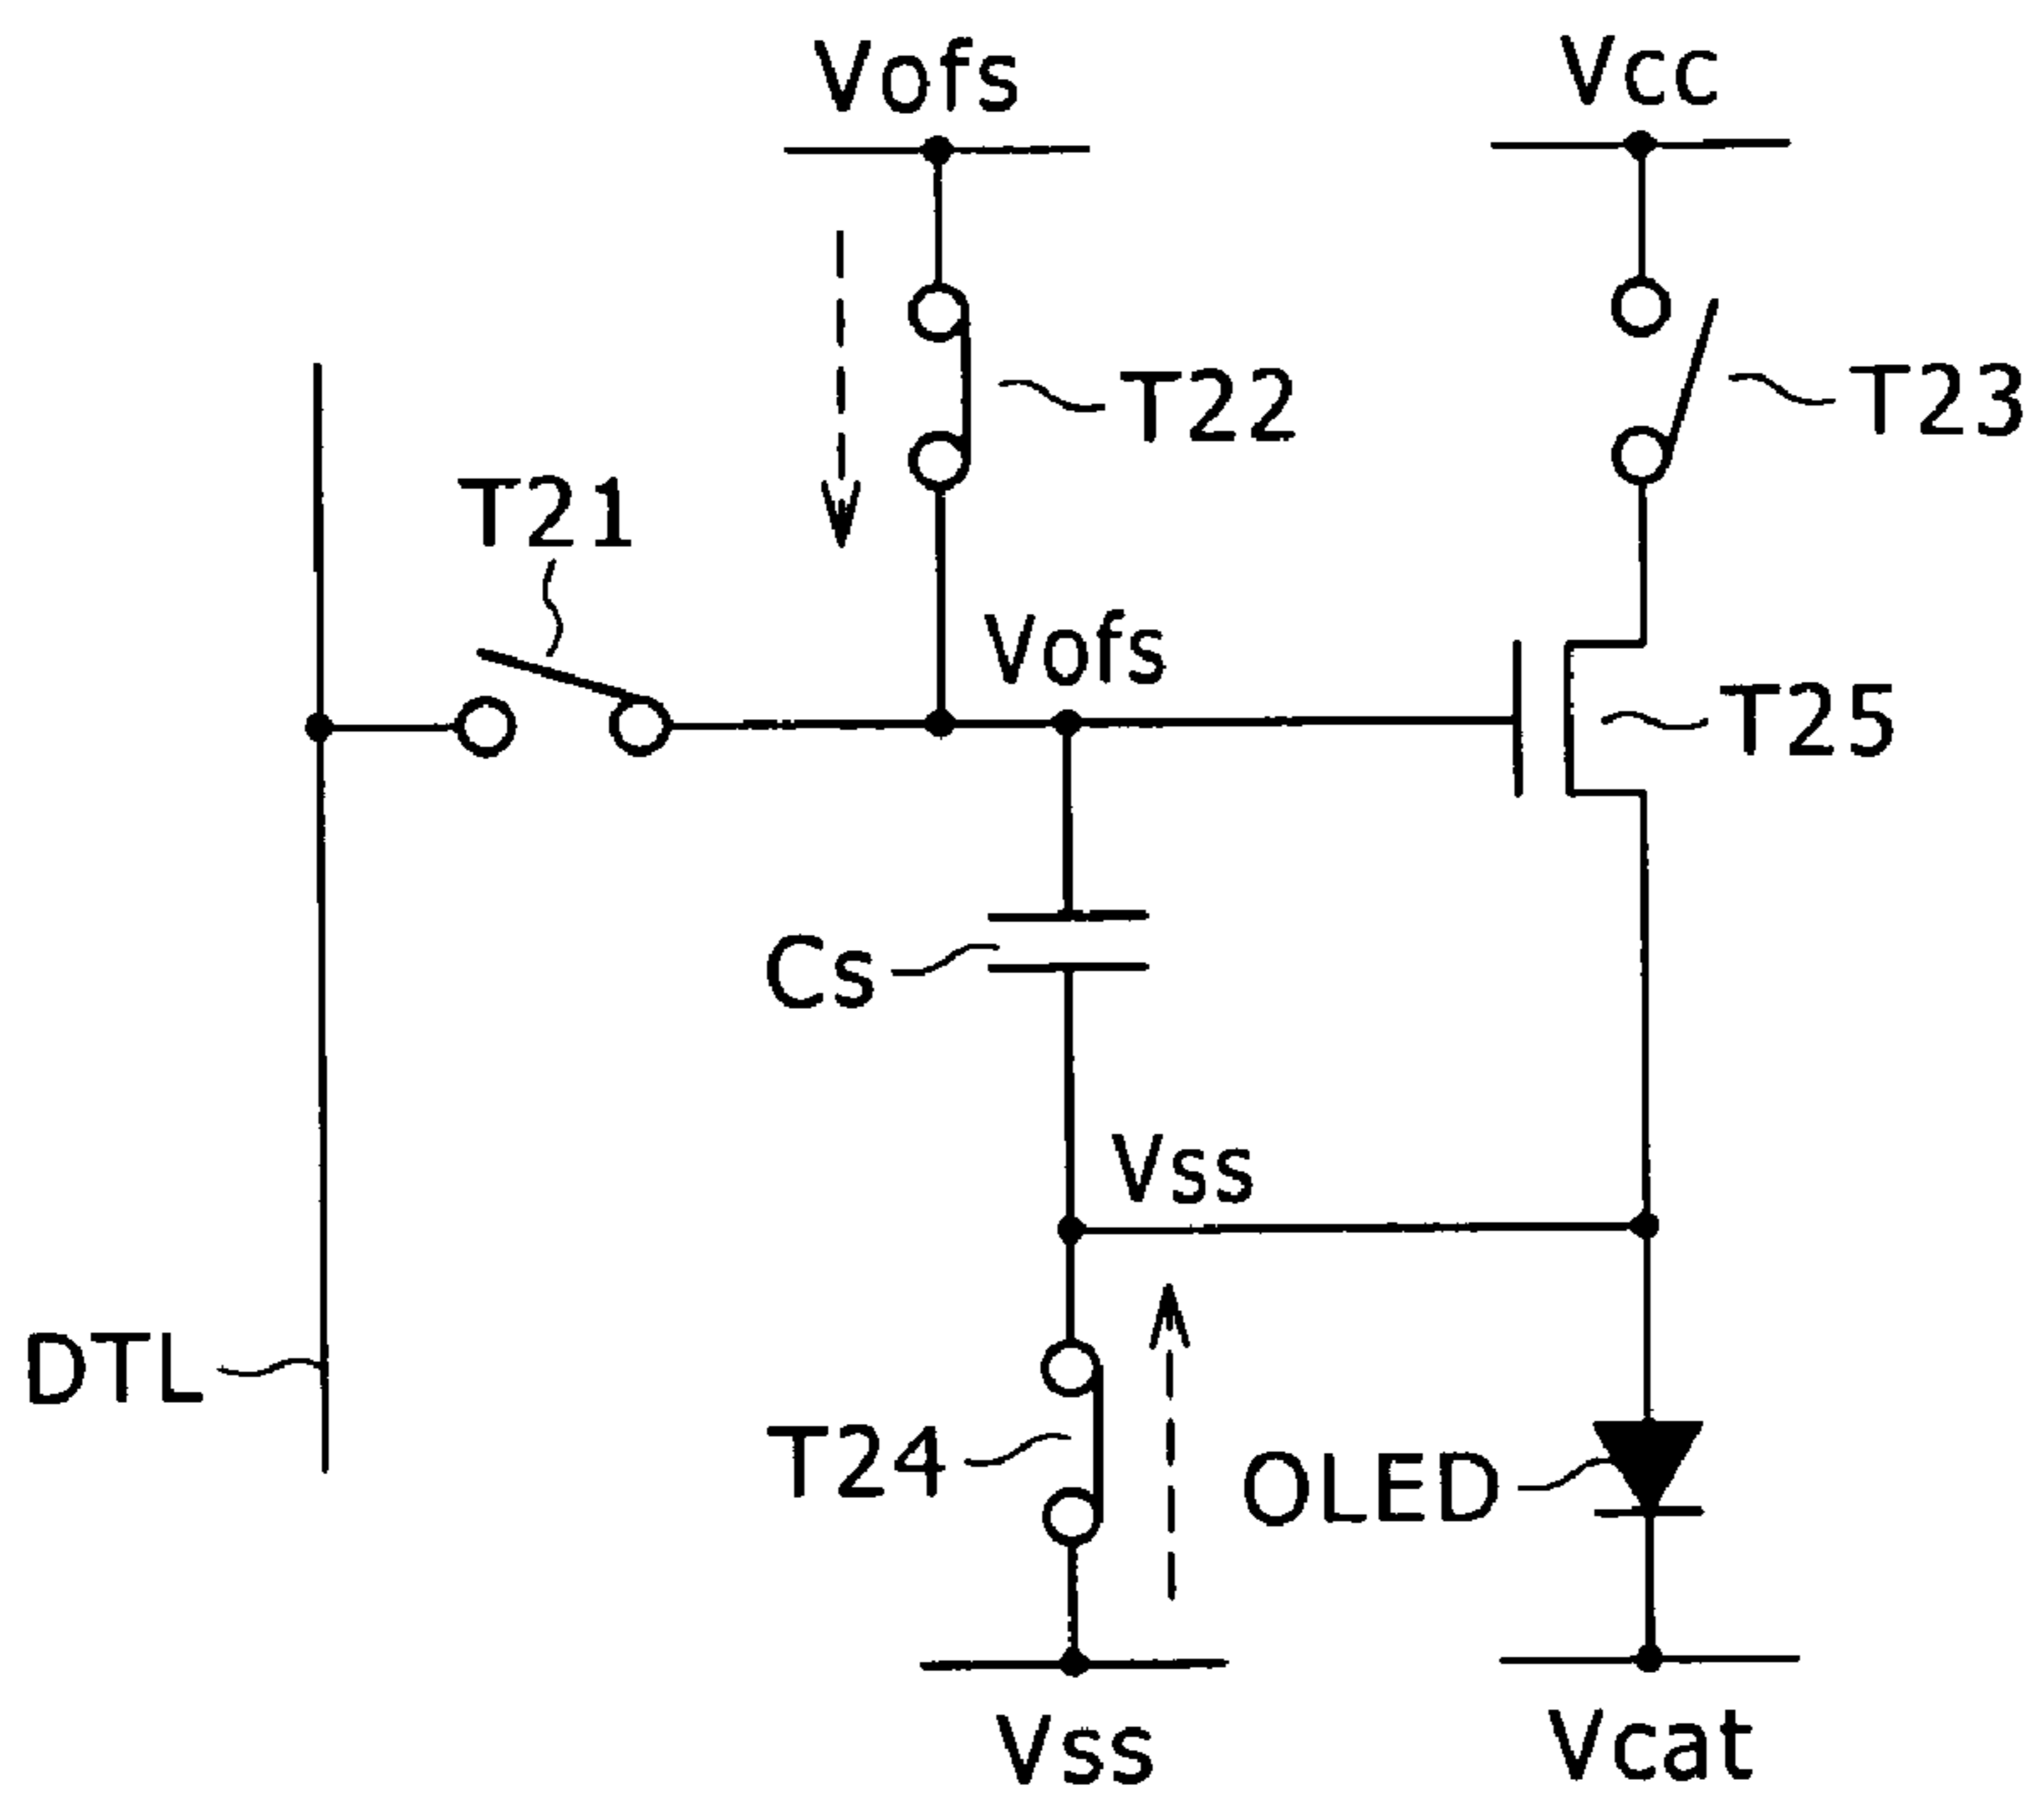 Vofs
Vcc
T22
T23
T21
Vofs
T25
Cs
Vss
DTL
T24
OLED
Vss
Vcat